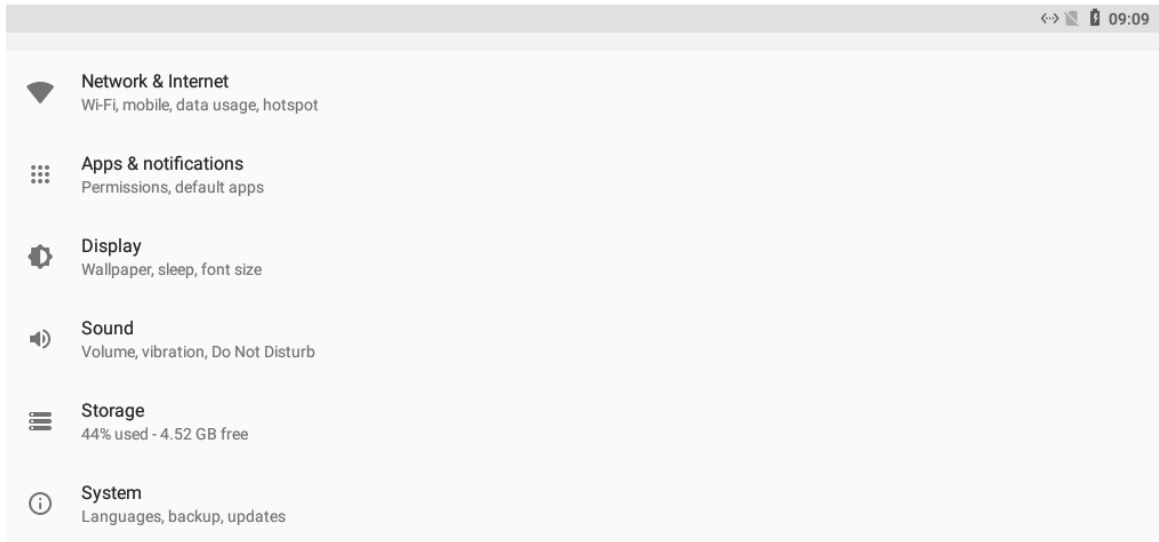 09:09
Network & Internet
Wi-Fi, mobile, data usage, hotspot
Apps & notifications
Permissions, default apps
Display
Wallpaper, sleep, font size
Sound
Volume, vibration, Do Not Disturb
Storage
44% used - 4.52 GB free
System
Languages, backup, updates